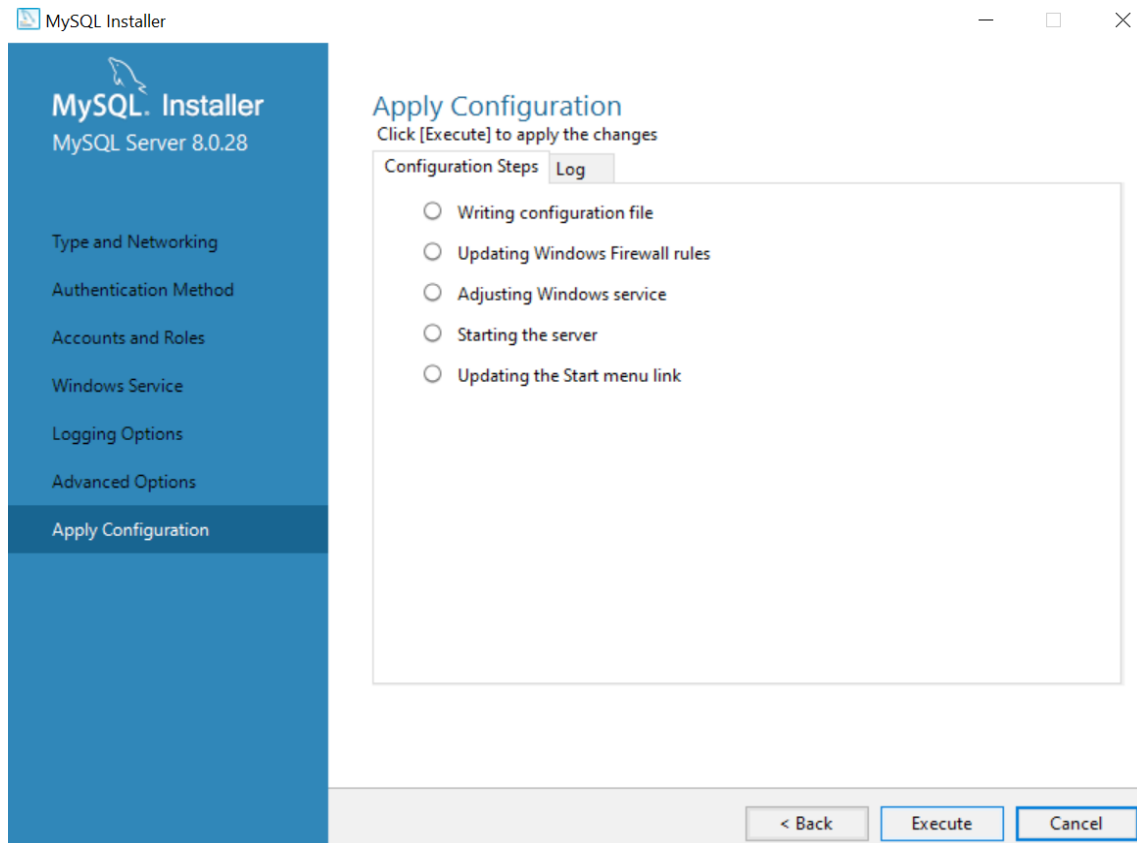 MySQL Installer
MySQL. Installer
MySQL Server 8.0.28
Type and Networking
Authentication Method
Accounts and Roles
Windows Service
Logging Options
Advanced Options
Apply Configuration
Apply Configuration
Click [Execute] to apply the changes
Configuration Steps Log
Writing configuration file
Updating Windows Firewall rules
Adjusting Windows service
Starting the server
Updating the Start menu link
< Back Execute Cancel